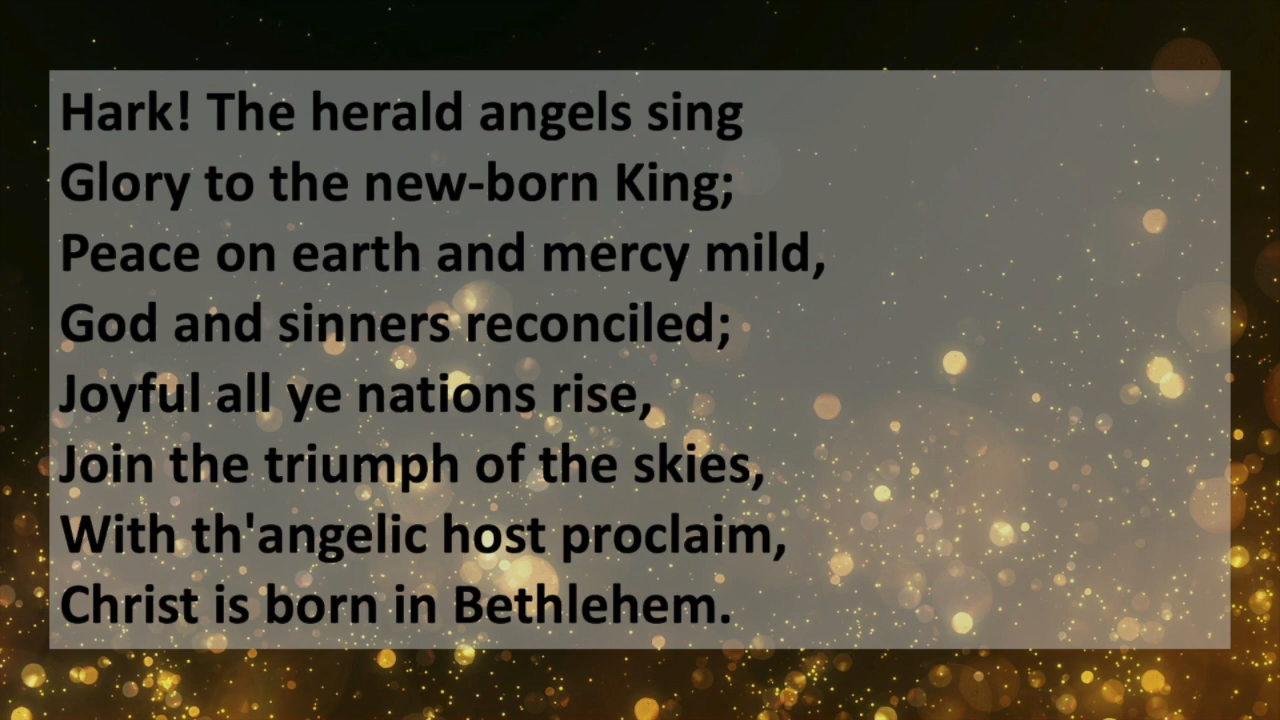 Hark! The herald angels sing
Glory to the new-born King;
Peace on earth and mercy mild,
God and sinners reconciled;
Joyful all ye nations rise,
Join the triumph of the skies,
With th'angelic host proclaim,
Christ is born in Bethlehem.